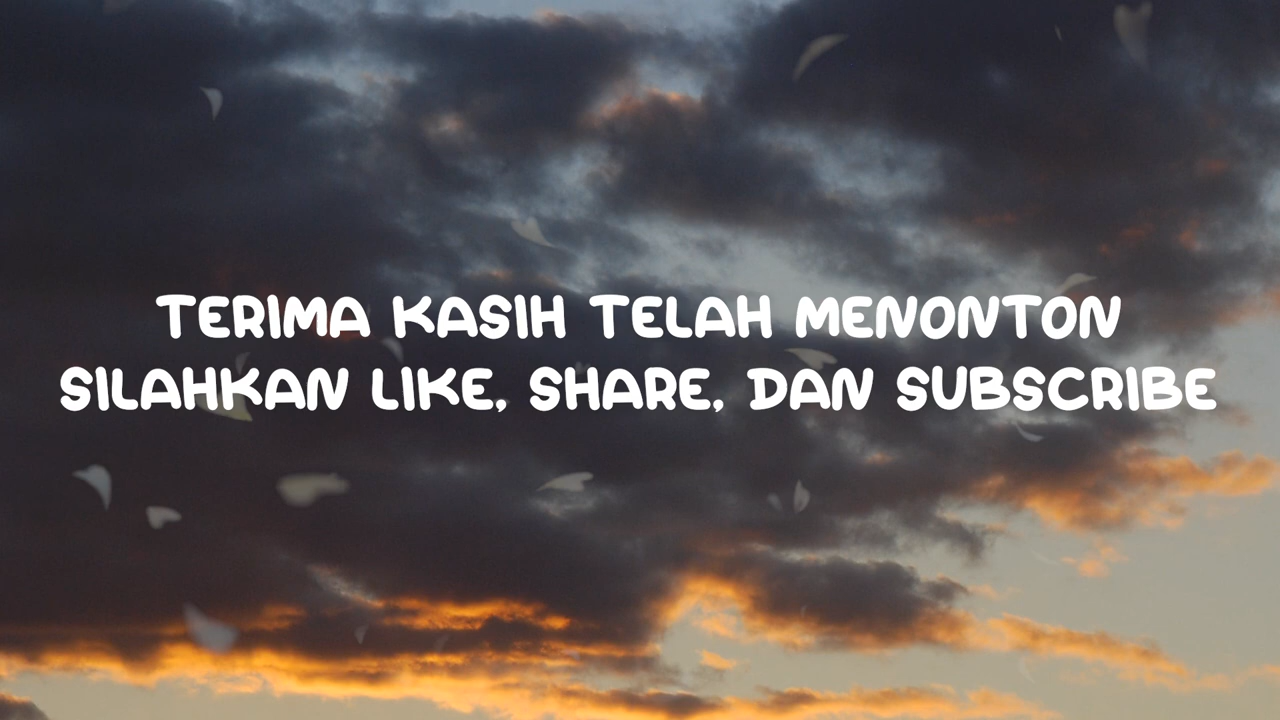 TERIMA KASIH TELAH MENONTON
SILAHKAN LIKE, SHARE, DAN SUBSCRIBE